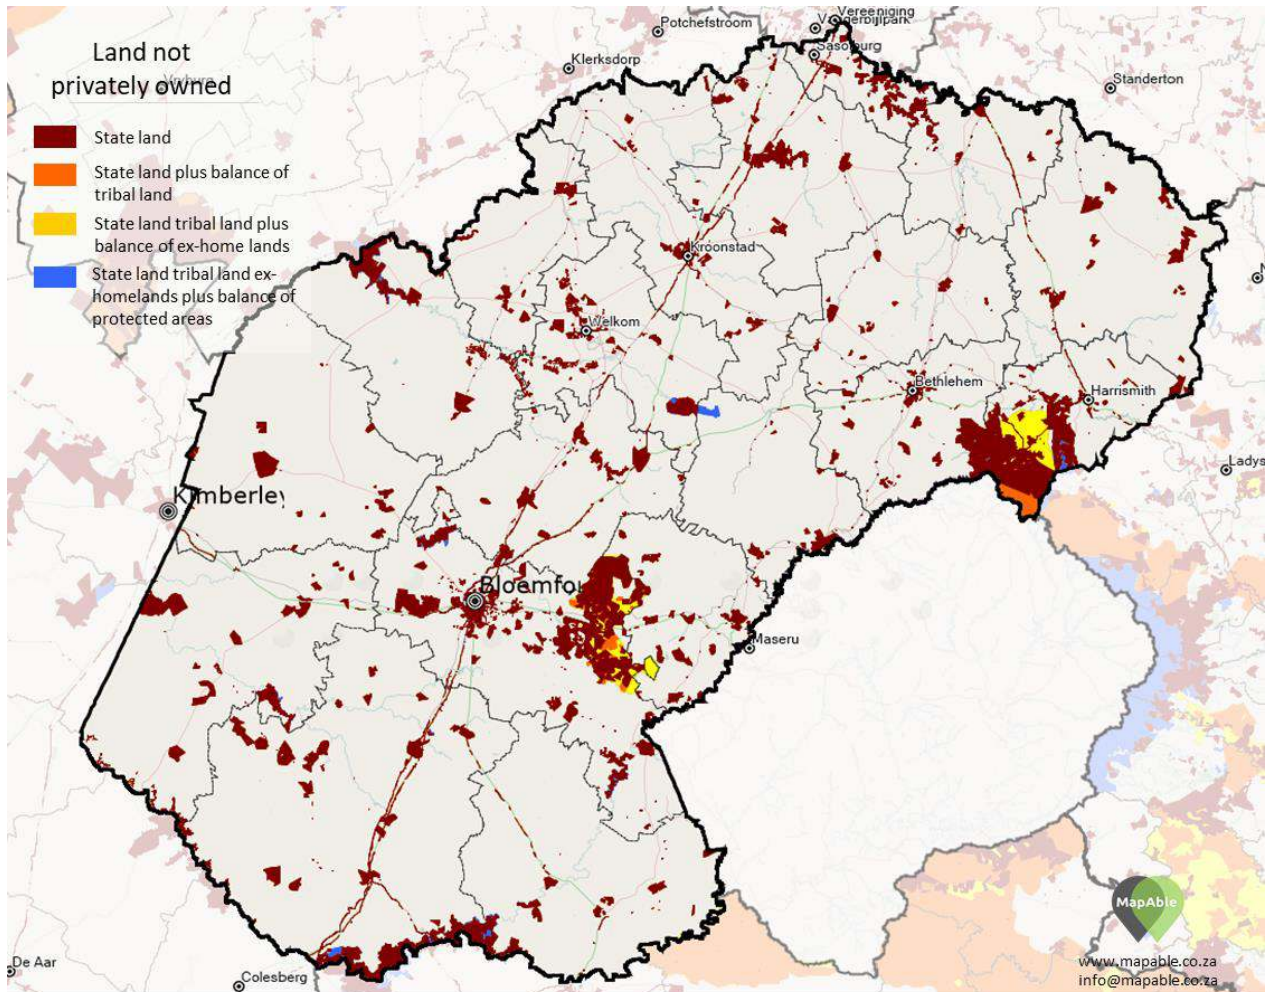 Land not
privately owned
Vryburg
State land
State land plus balance of
tribal land
State land tribal land plus
balance of ex-home lands
State land tribal land ex-
homelands plus balance of
protected areas
Potchefstroom
Vereeniging
Klerksdorp
Sasolburg
Standerton
Kroonstad
Welkom
Bethlehem
Harrismith
Ladys
Kimberley
Bloemfo
Maseru
De Aar
Colesberg
MapAble
www.mapable.co.za
info@mapable.co.za